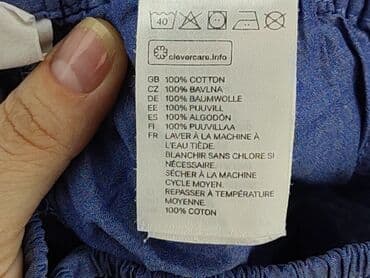 40
clevercare.info
GB 100% COTTON
CZ 100% BAVLNA
DE 100% BAUMWOLLE
EE 100% PUUVILL
ES 100% ALGODÓN
FI 100% PUUVILLAA
FR LAVER À LA MACHINE À
L'EAU TIÈDE.
BLANCHIR SANS CHLORE SI
NÉCESSAIRE.
SÉCHER À LA MACHINE
CYCLE MOYEN.
REPASSER À TEMPÉRATURE
MOYENNE.
100% COTON